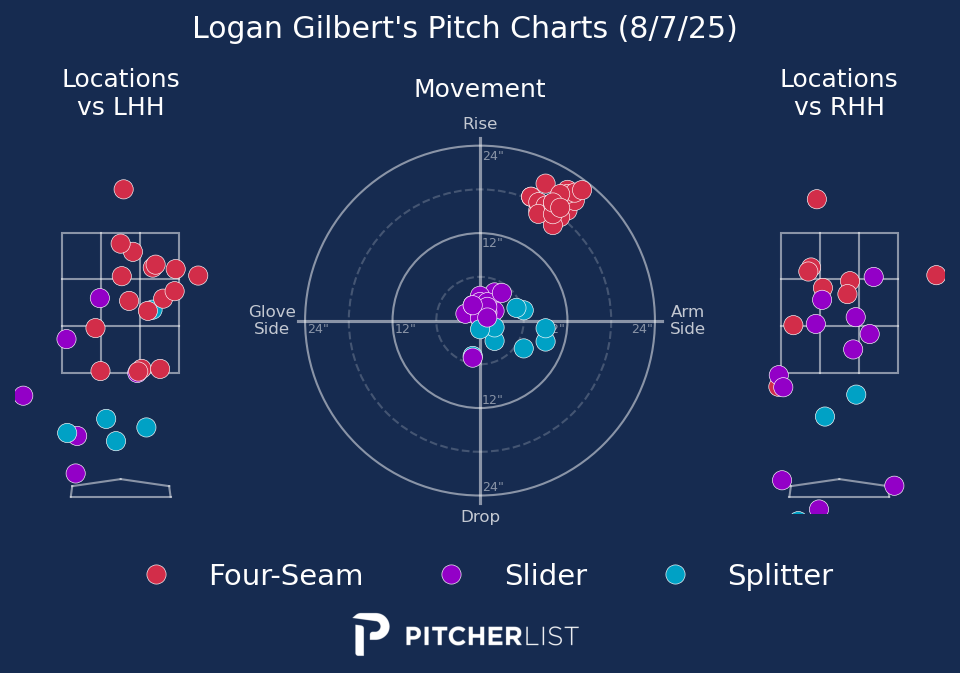 Logan Gilbert's Pitch Charts (8/7/25)
Locations
vs LHH
Movement
Locations
vs RHH
Rise
24"
12"
Glove
Side
24"
12"
12"
24"
Arm
Side
12"
24"
Drop
Four-Seam
Slider
Splitter
PITCHERLIST